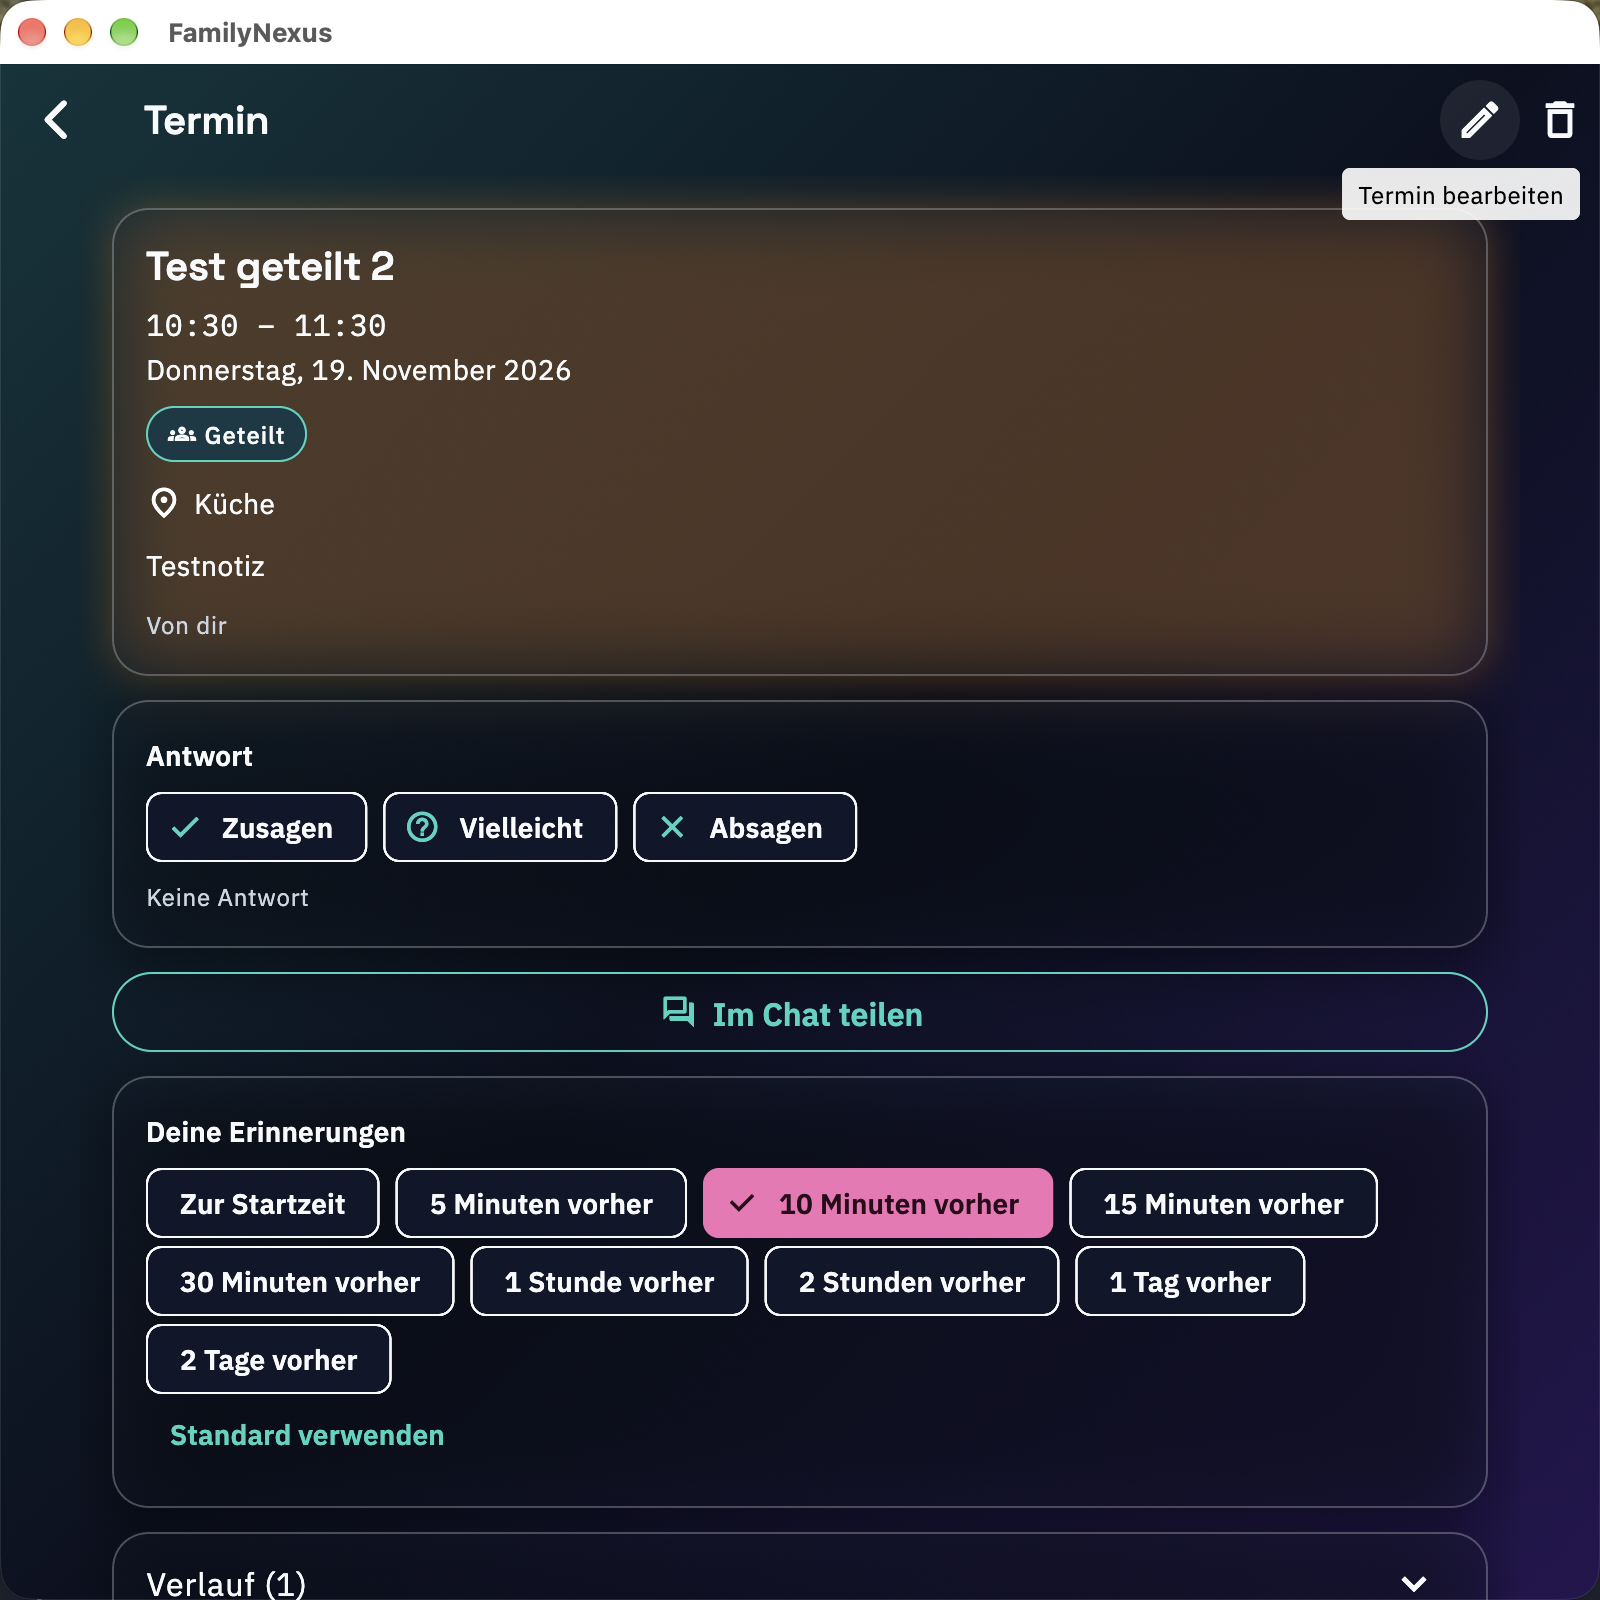 FamilyNexus
Termin
Termin bearbeiten
Test geteilt 2
10:30 – 11:30
Donnerstag, 19. November 2026
Geteilt
Küche
Testnotiz
Von dir
Antwort
Zusagen Vielleicht Absagen
Keine Antwort
Im Chat teilen
Deine Erinnerungen
Zur Startzeit 5 Minuten vorher 10 Minuten vorher 15 Minuten vorher
30 Minuten vorher 1 Stunde vorher 2 Stunden vorher 1 Tag vorher
2 Tage vorher
Standard verwenden
Verlauf (1)